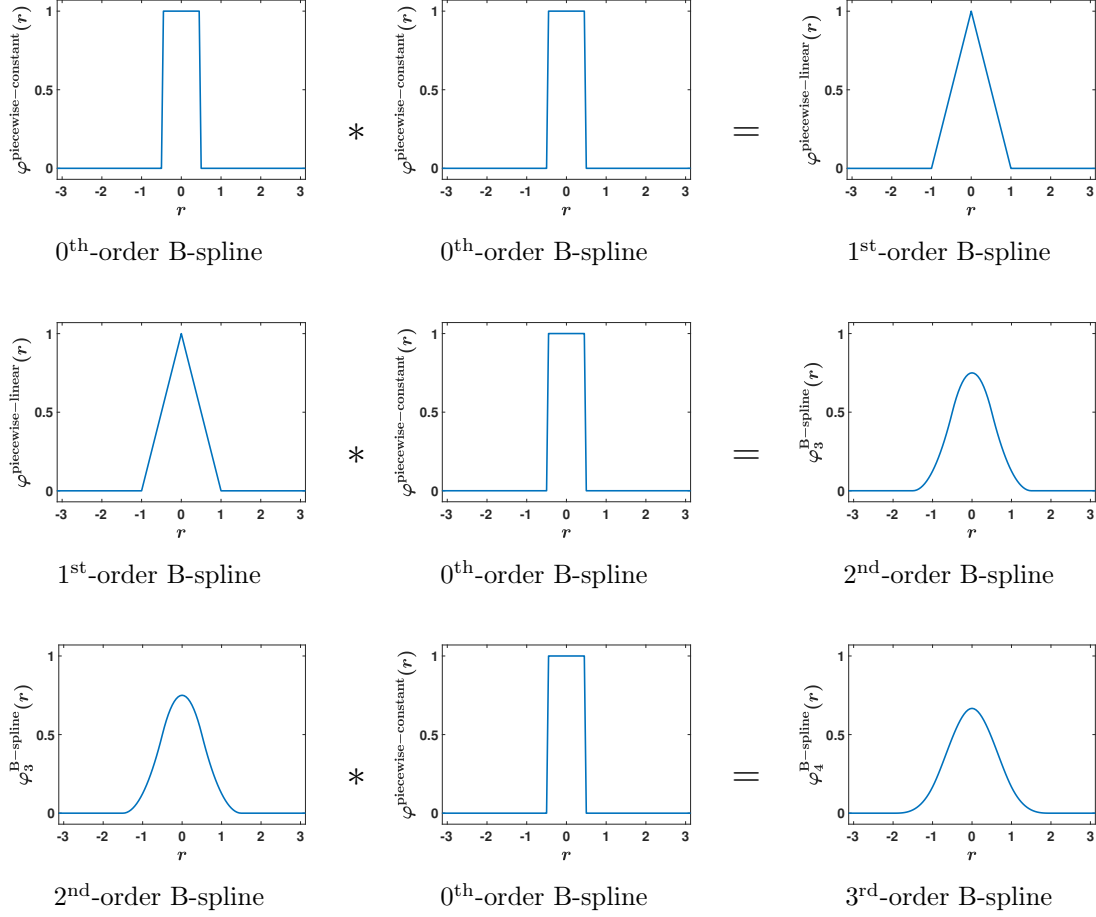 φ^piecewise−constant(r)
1
0.5
0
-3 -2 -1 0 1 2 3
r
0th-order B-spline
*
φ^piecewise−constant(r)
1
0.5
0
-3 -2 -1 0 1 2 3
r
0th-order B-spline
=
φ^piecewise−linear(r)
1
0.5
0
-3 -2 -1 0 1 2 3
r
1st-order B-spline
φ^piecewise−linear(r)
1
0.5
0
-3 -2 -1 0 1 2 3
r
1st-order B-spline
*
φ^piecewise−constant(r)
1
0.5
0
-3 -2 -1 0 1 2 3
r
0th-order B-spline
=
φ_3^B−spline(r)
1
0.5
0
-3 -2 -1 0 1 2 3
r
2nd-order B-spline
φ_3^B−spline(r)
1
0.5
0
-3 -2 -1 0 1 2 3
r
2nd-order B-spline
*
φ^piecewise−constant(r)
1
0.5
0
-3 -2 -1 0 1 2 3
r
0th-order B-spline
=
φ_4^B−spline(r)
1
0.5
0
-3 -2 -1 0 1 2 3
r
3rd-order B-spline